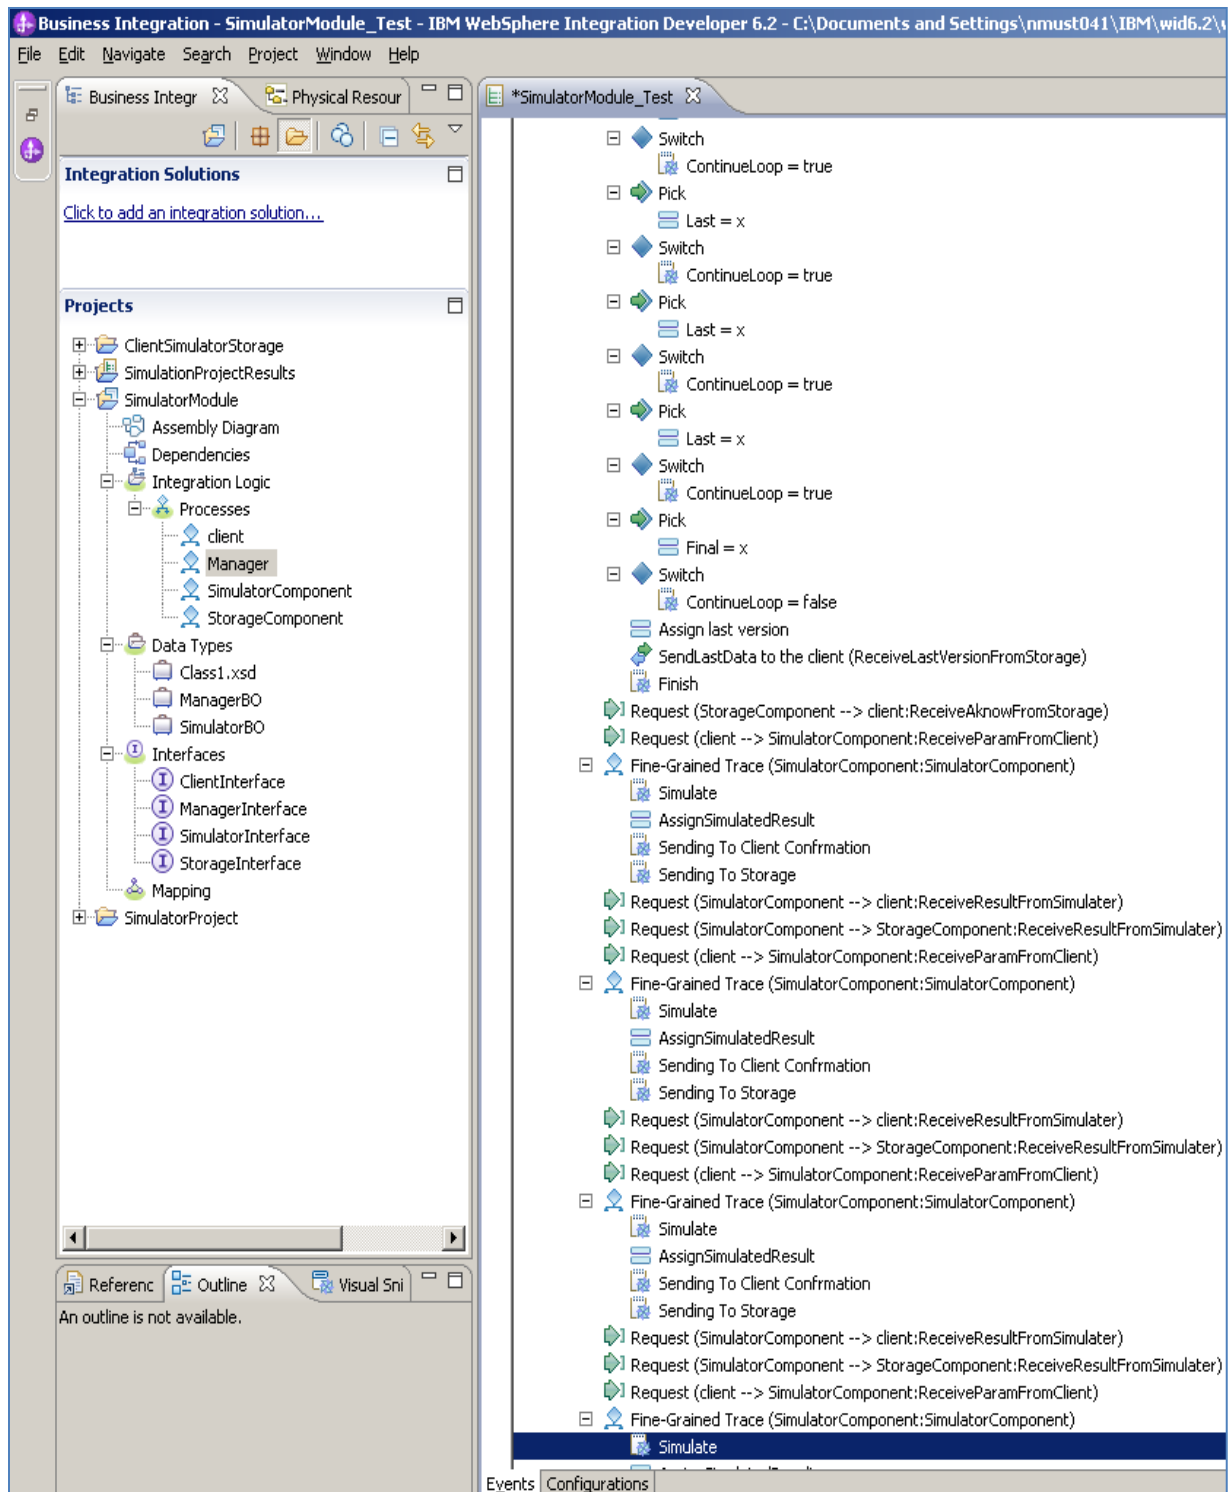 Business Integration - SimulatorModule_Test - IBM WebSphere Integration Developer 6.2 - C:\Documents and Settings\nmust041\IBM\wid6.2\
File Edit Navigate Search Project Window Help
Business Integr
Physical Resour
Integration Solutions
Click to add an integration solution...
Projects
ClientSimulatorStorage
SimulationProjectResults
SimulatorModule
Assembly Diagram
Dependencies
Integration Logic
Processes
client
Manager
SimulatorComponent
StorageComponent
Data Types
Class1.xsd
ManagerBO
SimulatorBO
Interfaces
ClientInterface
ManagerInterface
SimulatorInterface
StorageInterface
Mapping
SimulatorProject
Referenc
Outline
Visual Sni
An outline is not available.
*SimulatorModule_Test
Switch
ContinueLoop = true
Pick
Last = x
Switch
ContinueLoop = true
Pick
Last = x
Switch
ContinueLoop = true
Pick
Last = x
Switch
ContinueLoop = true
Pick
Final = x
Switch
ContinueLoop = false
Assign last version
SendLastData to the client (ReceiveLastVersionFromStorage)
Finish
Request (StorageComponent --> client:ReceiveAknowFromStorage)
Request (client --> SimulatorComponent:ReceiveParamFromClient)
Fine-Grained Trace (SimulatorComponent:SimulatorComponent)
Simulate
AssignSimulatedResult
Sending To Client Confrmation
Sending To Storage
Request (SimulatorComponent --> client:ReceiveResultFromSimulater)
Request (SimulatorComponent --> StorageComponent:ReceiveResultFromSimulater)
Request (client --> SimulatorComponent:ReceiveParamFromClient)
Fine-Grained Trace (SimulatorComponent:SimulatorComponent)
Simulate
AssignSimulatedResult
Sending To Client Confrmation
Sending To Storage
Request (SimulatorComponent --> client:ReceiveResultFromSimulater)
Request (SimulatorComponent --> StorageComponent:ReceiveResultFromSimulater)
Request (client --> SimulatorComponent:ReceiveParamFromClient)
Fine-Grained Trace (SimulatorComponent:SimulatorComponent)
Simulate
AssignSimulatedResult
Sending To Client Confrmation
Sending To Storage
Request (SimulatorComponent --> client:ReceiveResultFromSimulater)
Request (SimulatorComponent --> StorageComponent:ReceiveResultFromSimulater)
Request (client --> SimulatorComponent:ReceiveParamFromClient)
Fine-Grained Trace (SimulatorComponent:SimulatorComponent)
Simulate
Events Configurations